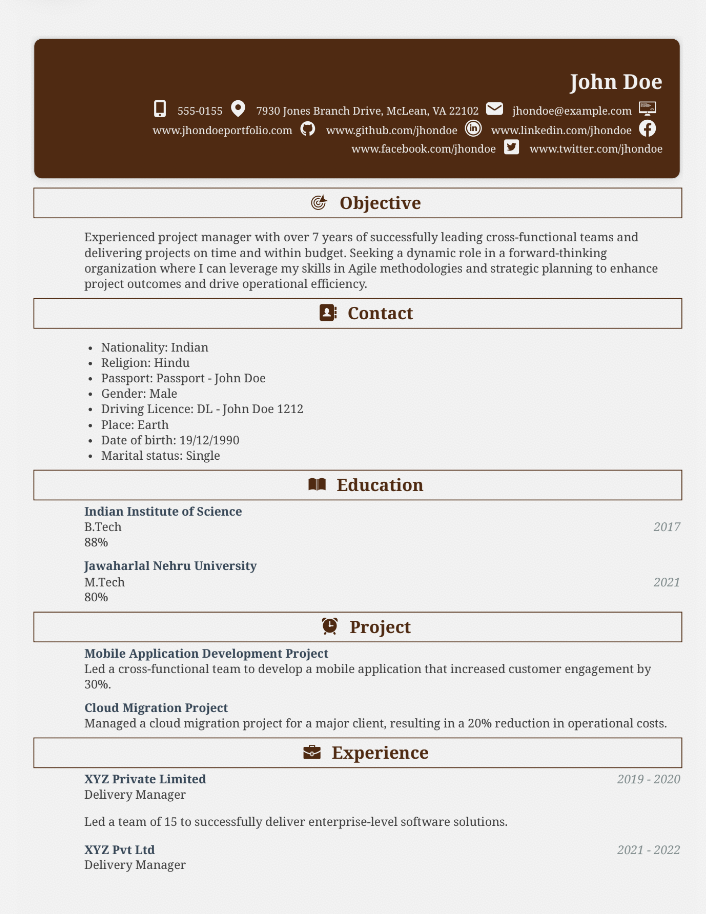 John Doe
555-0155 7930 Jones Branch Drive, McLean, VA 22102 jhondoe@example.com
www.jhondoeportfolio.com www.github.com/jhondoe www.linkedin.com/jhondoe
www.facebook.com/jhondoe www.twitter.com/jhondoe
Objective
Experienced project manager with over 7 years of successfully leading cross-functional teams and
delivering projects on time and within budget. Seeking a dynamic role in a forward-thinking
organization where I can leverage my skills in Agile methodologies and strategic planning to enhance
project outcomes and drive operational efficiency.
Contact
• Nationality: Indian
• Religion: Hindu
• Passport: Passport - John Doe
• Gender: Male
• Driving Licence: DL - John Doe 1212
• Place: Earth
• Date of birth: 19/12/1990
• Marital status: Single
Education
Indian Institute of Science
B.Tech 2017
88%
Jawaharlal Nehru University
M.Tech 2021
80%
Project
Mobile Application Development Project
Led a cross-functional team to develop a mobile application that increased customer engagement by
30%.
Cloud Migration Project
Managed a cloud migration project for a major client, resulting in a 20% reduction in operational costs.
Experience
XYZ Private Limited 2019 - 2020
Delivery Manager
Led a team of 15 to successfully deliver enterprise-level software solutions.
XYZ Pvt Ltd 2021 - 2022
Delivery Manager